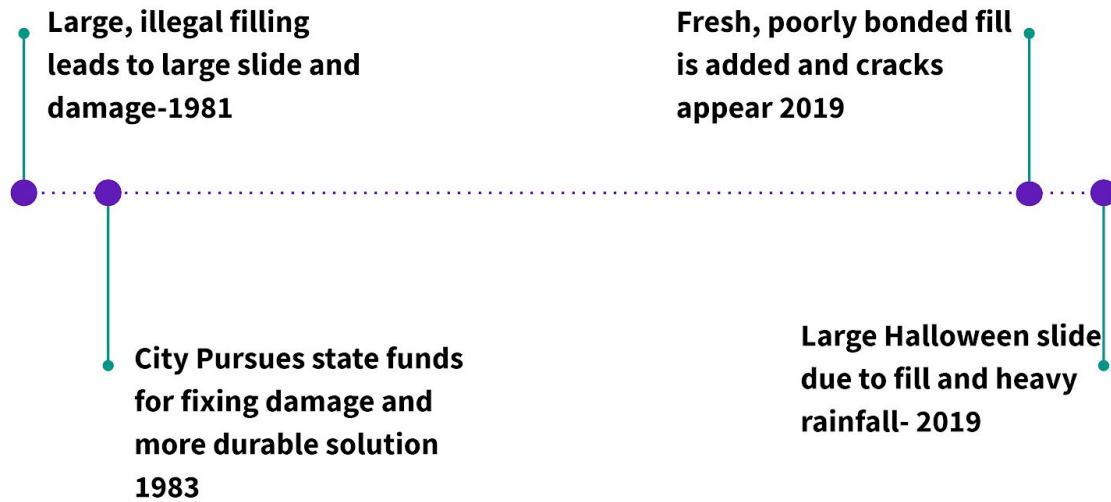 Large, illegal filling
leads to large slide and
damage-1981
City Pursues state funds
for fixing damage and
more durable solution
1983
Fresh, poorly bonded fill
is added and cracks
appear 2019
Large Halloween slide
due to fill and heavy
rainfall- 2019